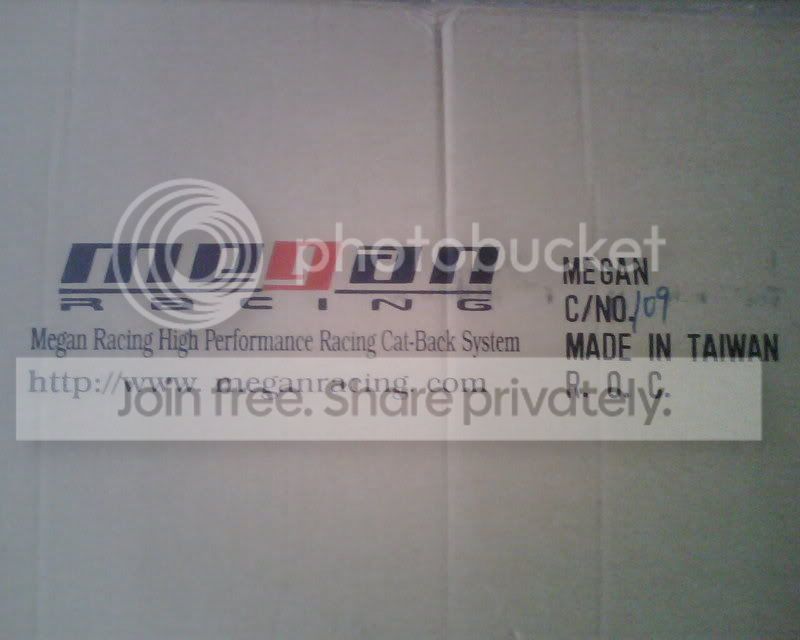 megan
RACING
Megan Racing High Performance Racing Cat-Back System
http://www.meganracing.com
MEGAN
C/NO.109
MADE IN TAIWAN
R.O.C.
photobucket
Join free. Share privately.